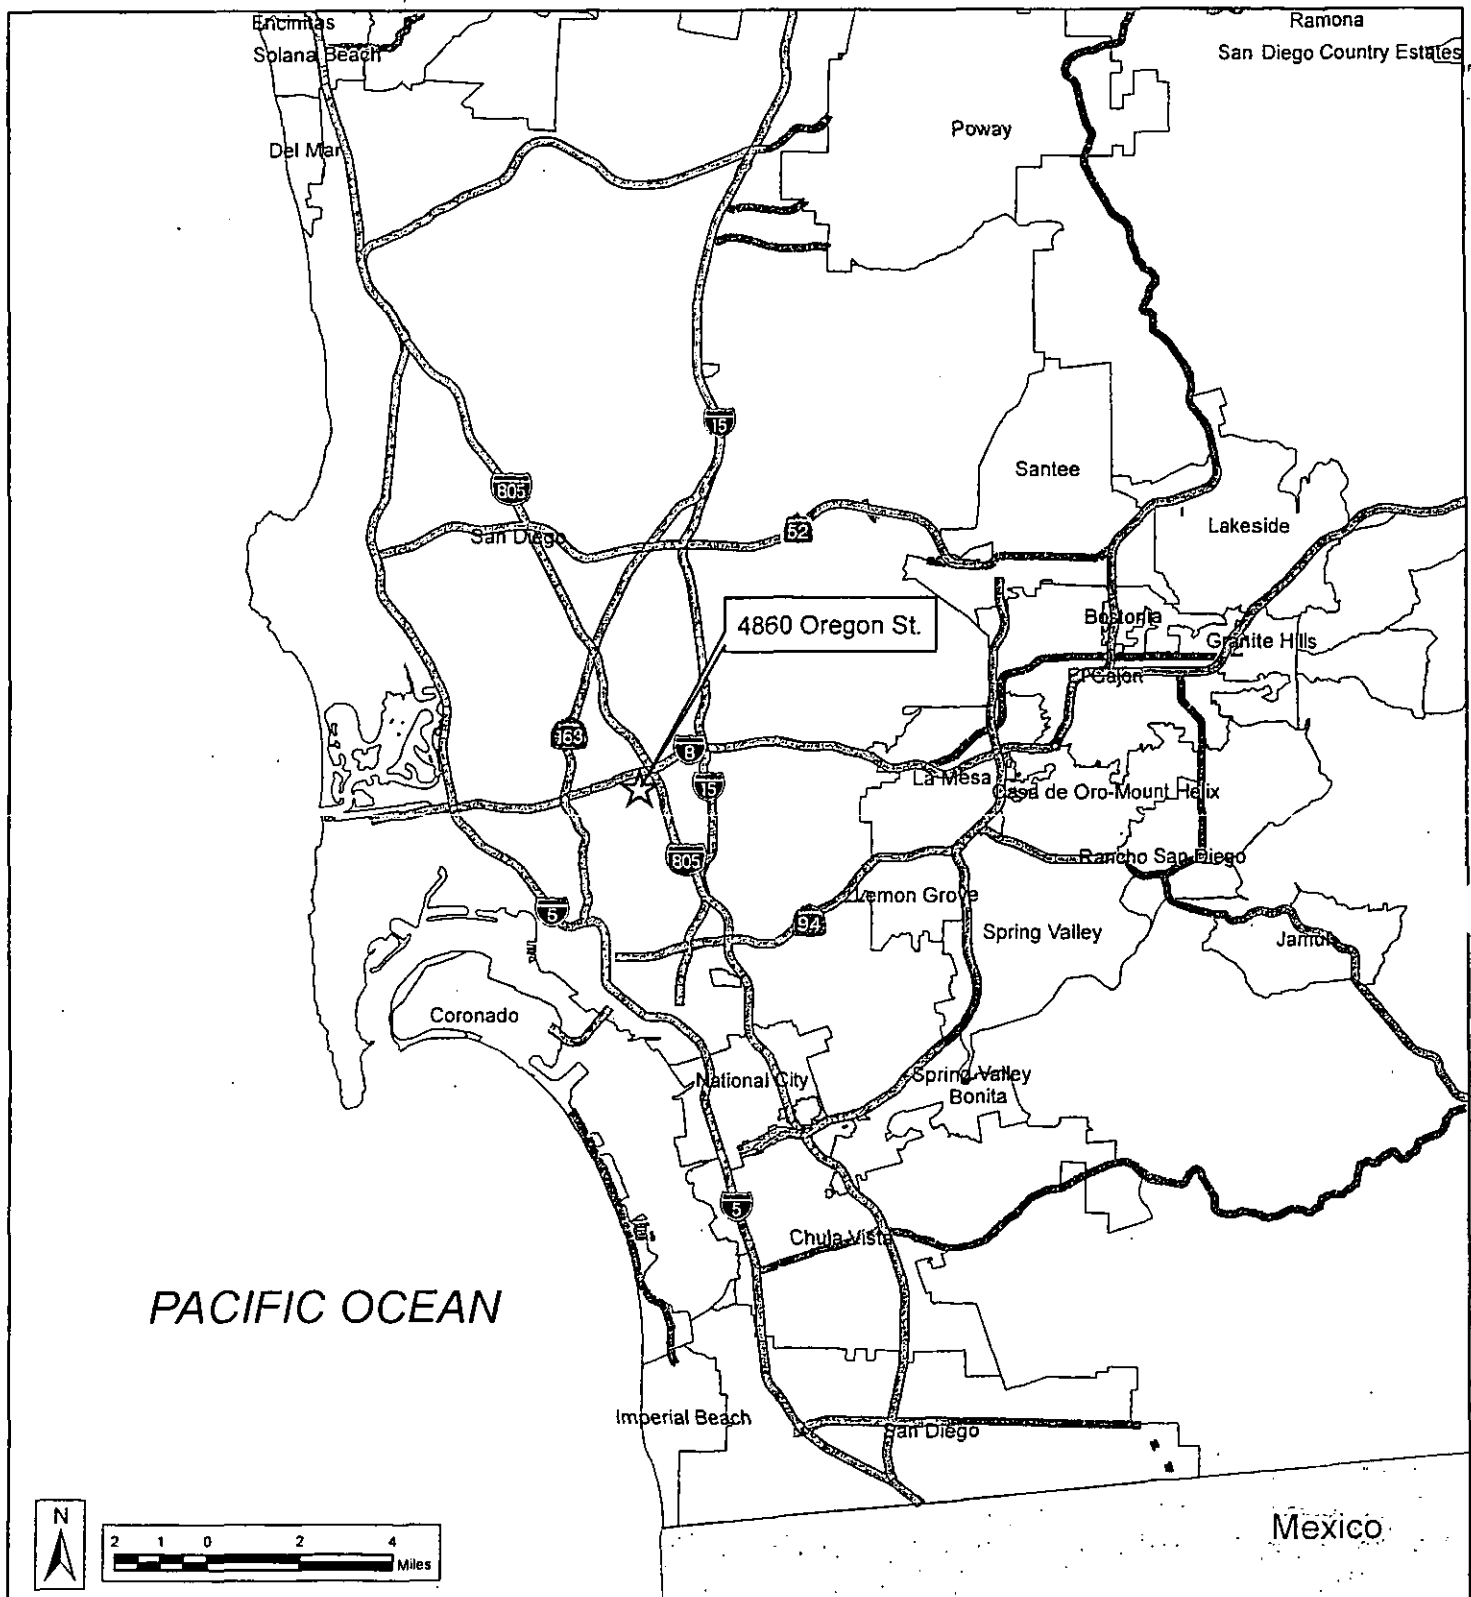 Encinitas
Ramona
Solana Beach
San Diego Country Estates
Poway
Del Mar
15
Santee
805
Lakeside
52
San Diego
Bostonia
4860 Oregon St.
Granite Hills
El Cajon
163
8
La Mesa
15
Casa de Oro-Mount Helix
805
Rancho San Diego
Lemon Grove
5
94
Spring Valley
Jamul
Coronado
National City
Spring Valley
Bonita
5
Chula Vista
PACIFIC OCEAN
Imperial Beach
San Diego
Mexico
N
2 1 0 2 4
Miles